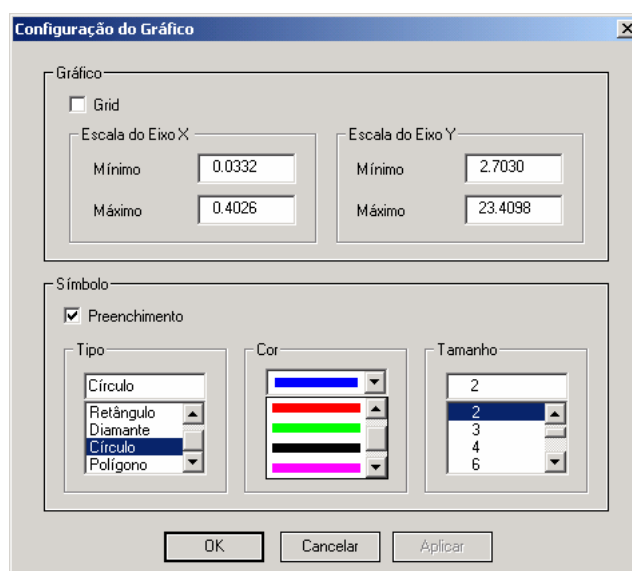 Configuração do Gráfico
Gráfico
Grid
Escala do Eixo X
Mínimo 0.0332
Máximo 0.4026
Escala do Eixo Y
Mínimo 2.7030
Máximo 23.4098
Símbolo
Preenchimento
Tipo
Círculo
Retângulo
Diamante
Círculo
Polígono
Cor
Tamanho
2
2
3
4
6
OK Cancelar Aplicar